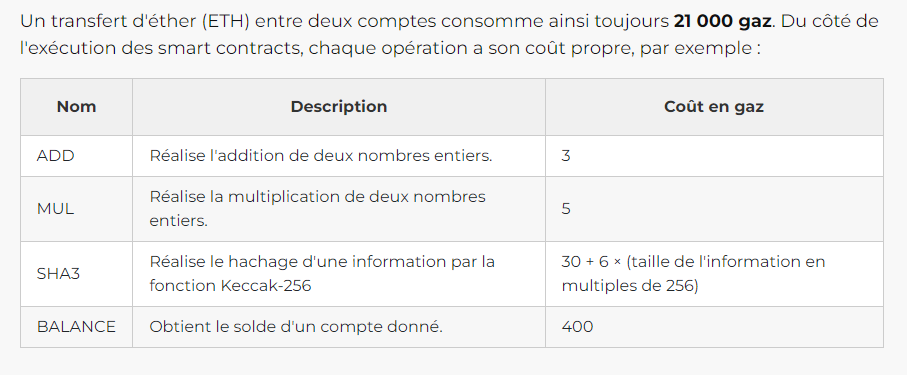 Un transfert d'éther (ETH) entre deux comptes consomme ainsi toujours 21 000 gaz. Du côté de
l'exécution des smart contracts, chaque opération a son coût propre, par exemple :
Nom Description Coût en gaz
ADD Réalise l'addition de deux nombres entiers. 3
MUL Réalise la multiplication de deux nombres
entiers. 5
SHA3 Réalise le hachage d'une information par la
fonction Keccak-256 30 + 6 × (taille de l'information en
multiples de 256)
BALANCE Obtient le solde d'un compte donné. 400